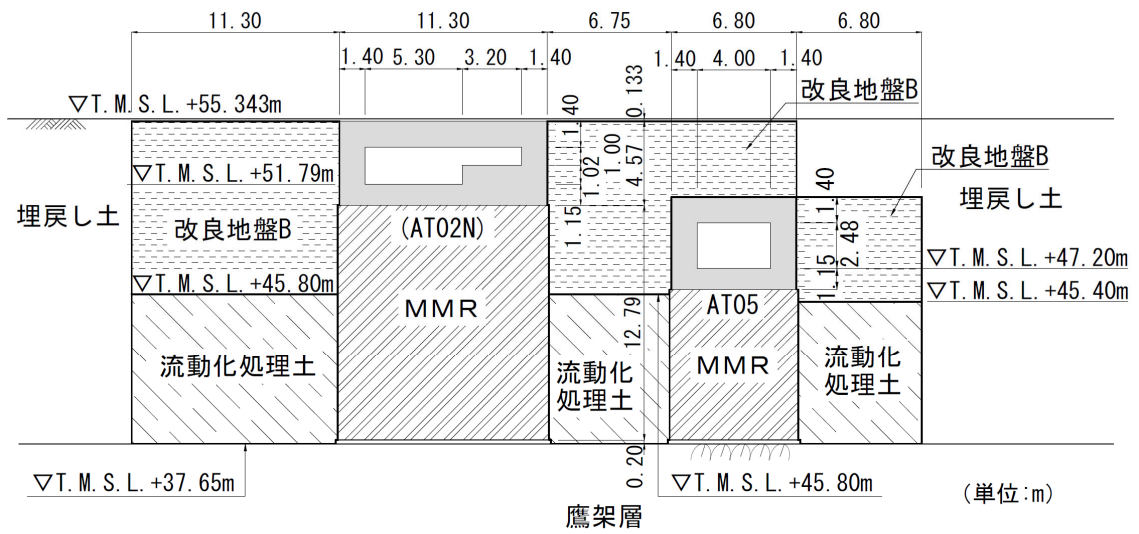 11.30 11.30 6.75 6.80 6.80
1.40 5.30 3.20 1.40 1.40 4.00 1.40
▽T.M.S.L.+55.343m
0.133
改良地盤B
1.40
1.00
1.02
4.57
1.15
▽T.M.S.L.+51.79m
改良地盤B
埋戻し土
埋戻し土
改良地盤B
(AT02N)
1.40
2.48
1.15
▽T.M.S.L.+47.20m
▽T.M.S.L.+45.80m
▽T.M.S.L.+45.40m
MMR
AT05
12.79
流動化処理土
流動化
処理土
MMR
流動化
処理土
0.20
▽T.M.S.L.+37.65m
▽T.M.S.L.+45.80m
(単位:m)
鷹架層